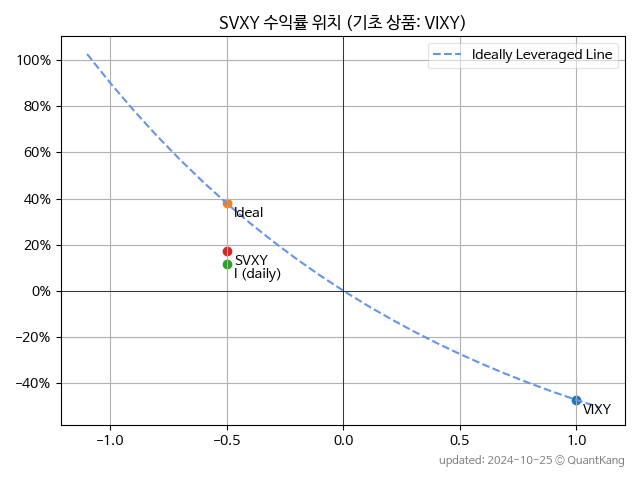 SVXY 수익률 위치 (기초 상품: VIXY)
Ideally Leveraged Line
100%
80%
60%
40%
20%
0%
−20%
−40%
Ideal
SVXY
I (daily)
VIXY
−1.0
−0.5
0.0
0.5
1.0
updated: 2024-10-25 © QuantKang